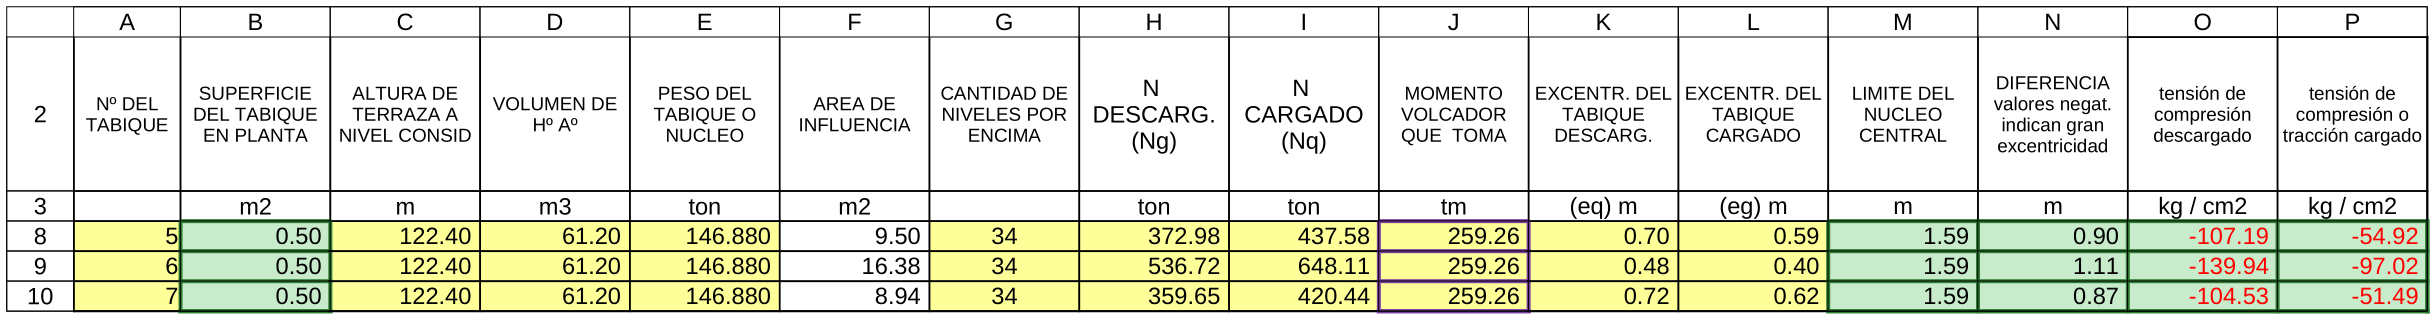 A B C D E F G H I J K L M N O P
2 Nº DEL TABIQUE SUPERFICIE DEL TABIQUE EN PLANTA ALTURA DE TERRAZA A NIVEL CONSID VOLUMEN DE Hº Aº PESO DEL TABIQUE O NUCLEO AREA DE INFLUENCIA CANTIDAD DE NIVELES POR ENCIMA N DESCARG. (Ng) N CARGADO (Nq) MOMENTO VOLCADOR QUE TOMA EXCENTR. DEL TABIQUE DESCARG. EXCENTR. DEL TABIQUE CARGADO LIMITE DEL NUCLEO CENTRAL DIFERENCIA valores negat. indican gran excentricidad tensión de compresión descargado tensión de compresión o tracción cargado
3 m2 m m3 ton m2 ton ton tm (eq) m (eg) m m m kg / cm2 kg / cm2
8 5 0.50 122.40 61.20 146.880 9.50 34 372.98 437.58 259.26 0.70 0.59 1.59 0.90 -107.19 -54.92
9 6 0.50 122.40 61.20 146.880 16.38 34 536.72 648.11 259.26 0.48 0.40 1.59 1.11 -139.94 -97.02
10 7 0.50 122.40 61.20 146.880 8.94 34 359.65 420.44 259.26 0.72 0.62 1.59 0.87 -104.53 -51.49